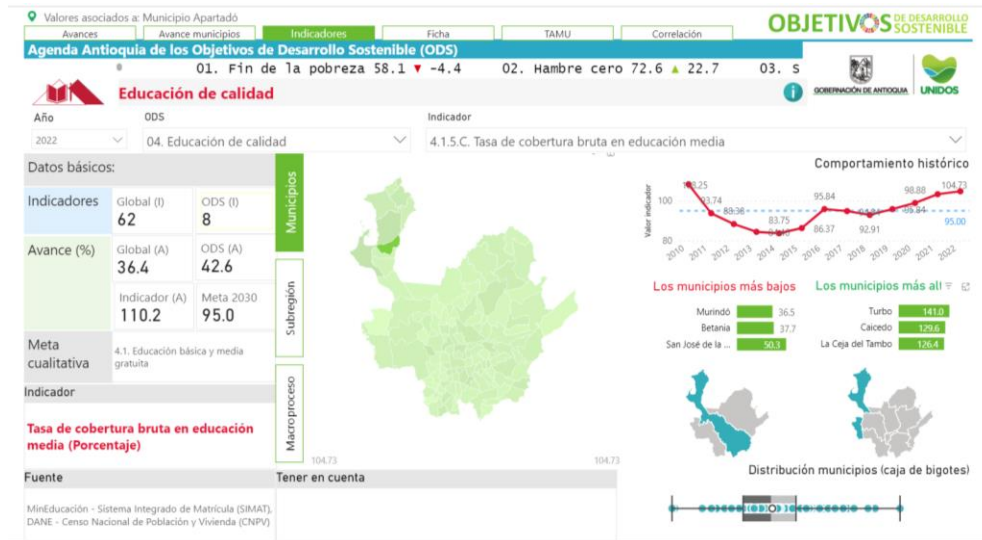 Valores asociados a: Municipio Apartadó
Avances
Avance municipios
Indicadores
Ficha
TAMU
Correlación
OBJETIVOS DE DESARROLLO SOSTENIBLE
Agenda Antioquia de los Objetivos de Desarrollo Sostenible (ODS)
01. Fin de la pobreza 58.1 ▼ -4.4 02. Hambre cero 72.6 ▲ 22.7 03. S
Educación de calidad
i
GOBERNACIÓN DE ANTIOQUIA
UNIDOS
Año
ODS
Indicador
2022
04. Educación de calidad
4.1.5.C. Tasa de cobertura bruta en educación media
Datos básicos:
Indicadores
Global (I)
62
ODS (I)
8
Avance (%)
Global (A)
36.4
ODS (A)
42.6
Indicador (A)
110.2
Meta 2030
95.0
Meta cualitativa
4.1. Educación básica y media gratuita
Indicador
Tasa de cobertura bruta en educación
media (Porcentaje)
Fuente
MinEducación - Sistema Integrado de Matrícula (SIMAT),
DANE - Censo Nacional de Población y Vivienda (CNPV)
Municipios
Subregión
Macroproceso
104.73
104.73
Tener en cuenta
Comportamiento histórico
Valor indicador
100
80
93.74
88.38
83.75
86.37
95.84
92.91
95.84
98.88
104.73
95.00
2010 2011 2012 2013 2014 2015 2016 2017 2018 2019 2020 2021 2022
Los municipios más bajos
Murindó 36.5
Betania 37.7
San José de la ... 50.3
Los municipios más al
Turbo 141.0
Caicedo 129.6
La Ceja del Tambo 126.4
Distribución municipios (caja de bigotes)